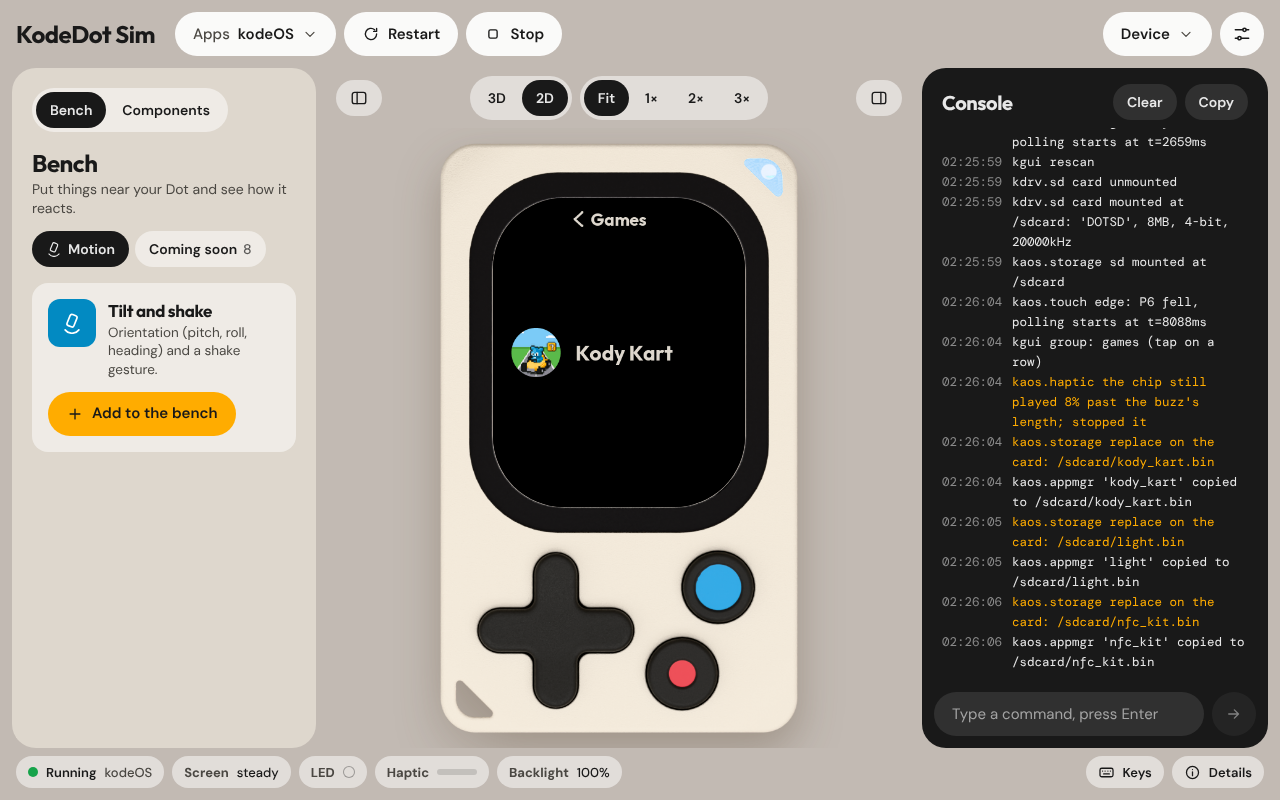 KodeDot Sim
Apps kodeOS
Restart
Stop
Device
Bench
Components
Bench
Put things near your Dot and see how it
reacts.
Motion
Coming soon 8
Tilt and shake
Orientation (pitch, roll,
heading) and a shake
gesture.
Add to the bench
3D
2D
Fit
1×
2×
3×
Games
Kody Kart
Console
Clear
Copy
polling starts at t=2659ms
02:25:59 kgui rescan
02:25:59 kdrv.sd card unmounted
02:25:59 kdrv.sd card mounted at
/sdcard: 'DOTSD', 8MB, 4-bit,
20000kHz
02:25:59 kaos.storage sd mounted at
/sdcard
02:26:04 kaos.touch edge: P6 fell,
polling starts at t=8088ms
02:26:04 kgui group: games (tap on a
row)
02:26:04 kaos.haptic the chip still
played 8% past the buzz's
length; stopped it
02:26:04 kaos.storage replace on the
card: /sdcard/kody_kart.bin
02:26:04 kaos.appmgr 'kody_kart' copied
to /sdcard/kody_kart.bin
02:26:05 kaos.storage replace on the
card: /sdcard/light.bin
02:26:05 kaos.appmgr 'light' copied to
/sdcard/light.bin
02:26:06 kaos.storage replace on the
card: /sdcard/nfc_kit.bin
02:26:06 kaos.appmgr 'nfc_kit' copied to
/sdcard/nfc_kit.bin
Type a command, press Enter
Running kodeOS
Screen steady
LED
Haptic
Backlight 100%
Keys
Details